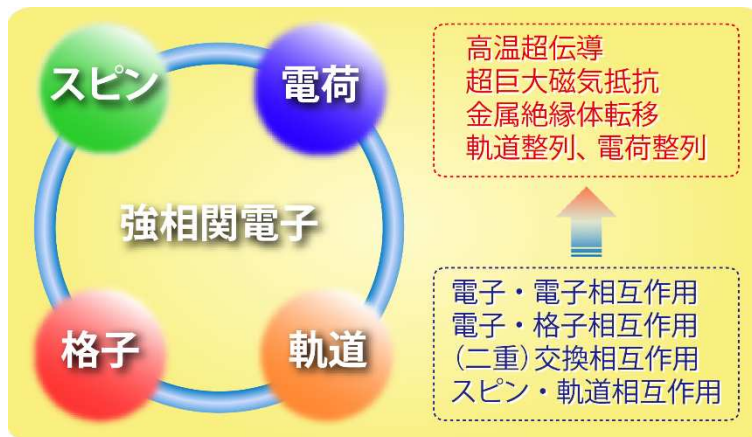 スピン
電荷
強相関電子
格子
軌道
高温超伝導
超巨大磁気抵抗
金属絶縁体転移
軌道整列、電荷整列
電子・電子相互作用
電子・格子相互作用
(二重)交換相互作用
スピン・軌道相互作用